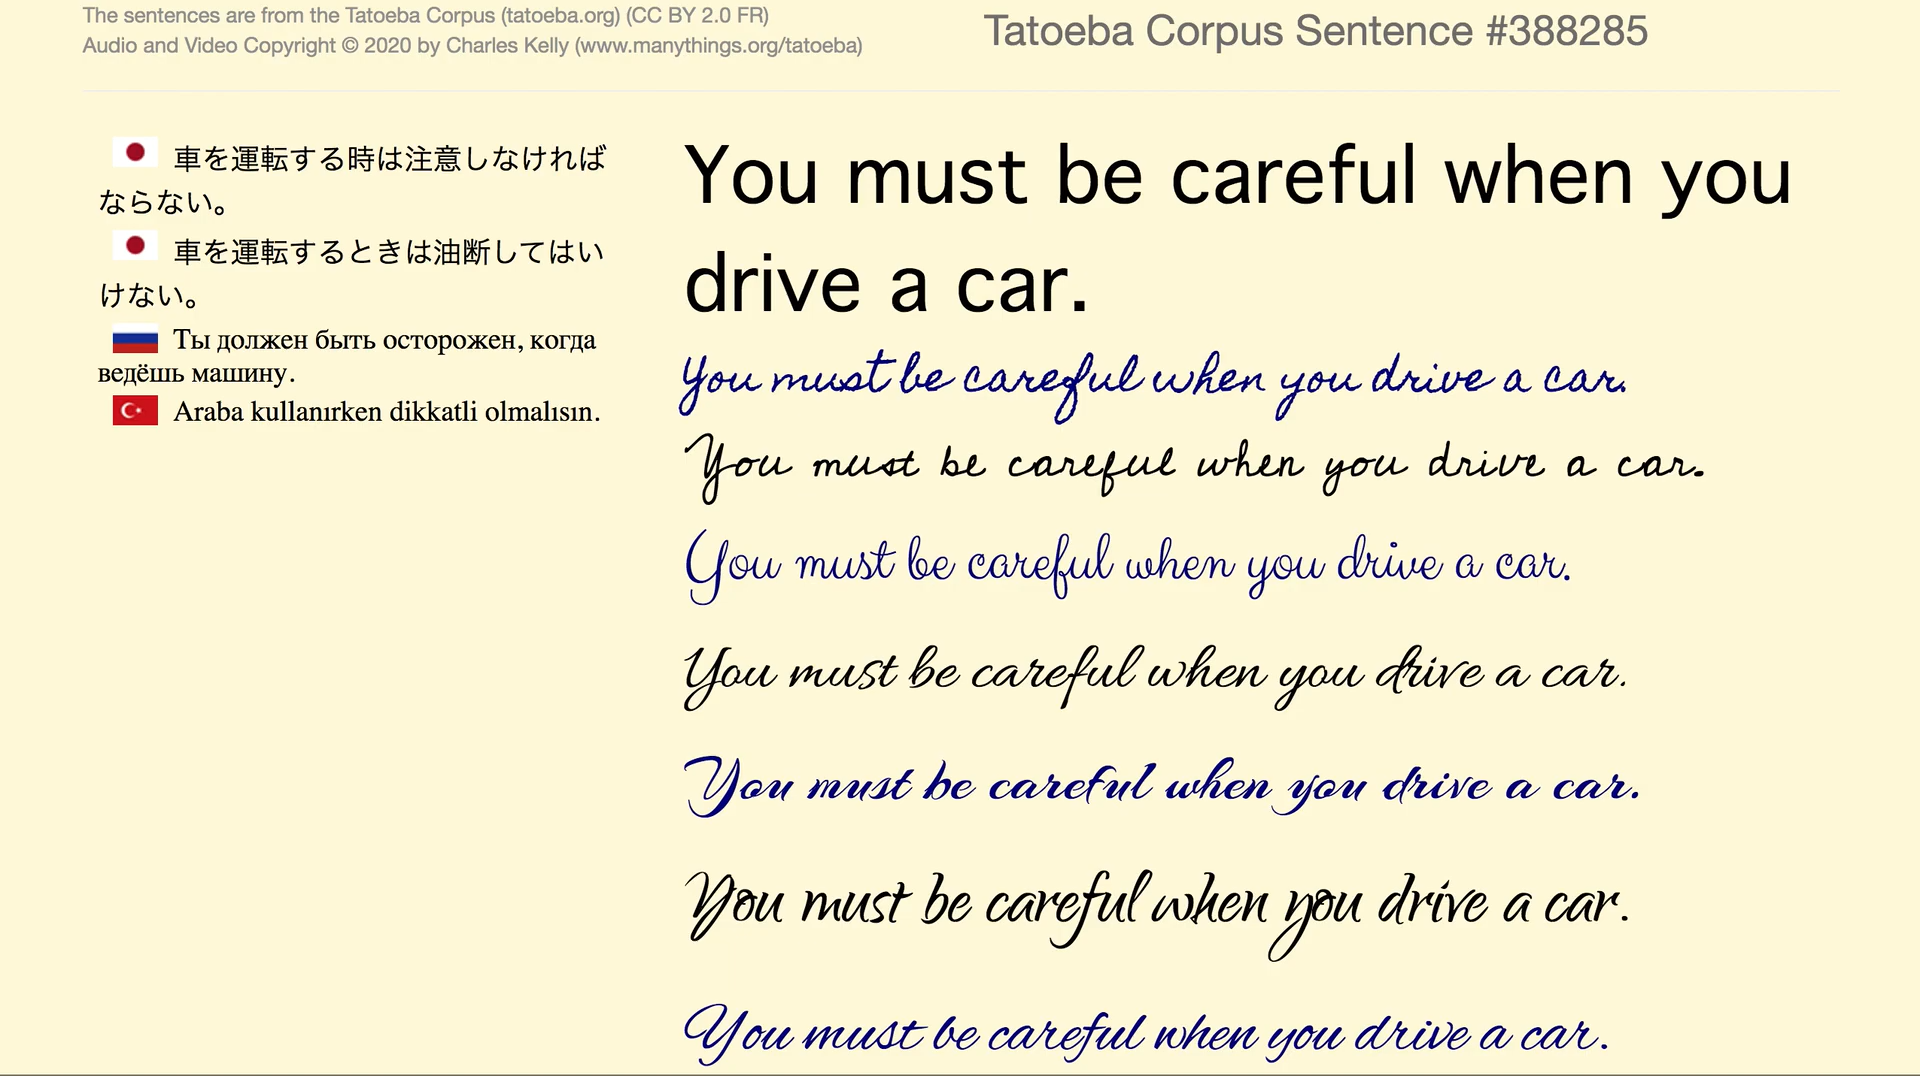 The sentences are from the Tatoeba Corpus (tatoeba.org) (CC BY 2.0 FR)
Audio and Video Copyright © 2020 by Charles Kelly (www.manythings.org/tatoeba)
Tatoeba Corpus Sentence #388285
車を運転する時は注意しなければ
ならない。
車を運転するときは油断してはい
けない。
Ты должен быть осторожен, когда
ведёшь машину.
Araba kullanırken dikkatli olmalısın.
You must be careful when you
drive a car.
You must be careful when you drive a car.
You must be careful when you drive a car.
You must be careful when you drive a car.
You must be careful when you drive a car.
You must be careful when you drive a car.
You must be careful when you drive a car.
You must be careful when you drive a car.